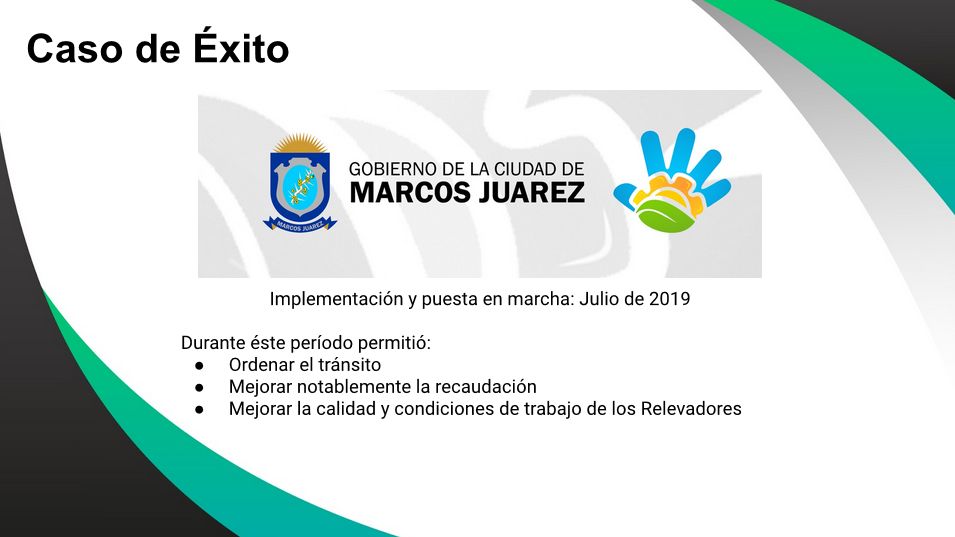 Caso de Éxito
GOBIERNO DE LA CIUDAD DE
MARCOS JUAREZ
MARCOS JUAREZ
Implementación y puesta en marcha: Julio de 2019
Durante éste período permitió:
● Ordenar el tránsito
● Mejorar notablemente la recaudación
● Mejorar la calidad y condiciones de trabajo de los Relevadores